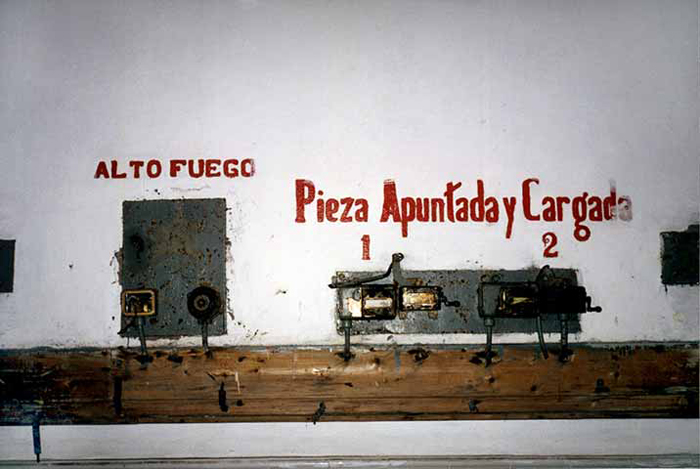 ALTO FUEGO
Pieza Apuntada y Cargada
1 2